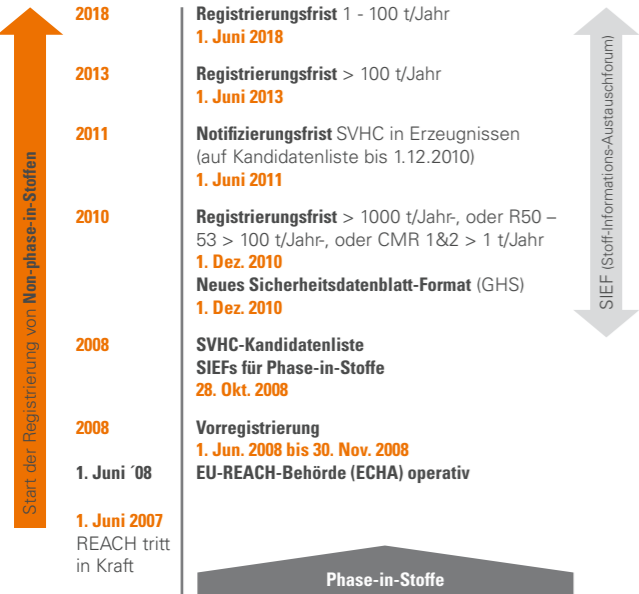 2018 Registrierungsfrist 1 - 100 t/Jahr
1. Juni 2018
2013 Registrierungsfrist > 100 t/Jahr
1. Juni 2013
2011 Notifizierungsfrist SVHC in Erzeugnissen
(auf Kandidatenliste bis 1.12.2010)
1. Juni 2011
2010 Registrierungsfrist > 1000 t/Jahr-, oder R50 –
53 > 100 t/Jahr-, oder CMR 1&2 > 1 t/Jahr
1. Dez. 2010
Neues Sicherheitsdatenblatt-Format (GHS)
1. Dez. 2010
2008 SVHC-Kandidatenliste
SIEFs für Phase-in-Stoffe
28. Okt. 2008
2008 Vorregistrierung
1. Jun. 2008 bis 30. Nov. 2008
1. Juni ´08 EU-REACH-Behörde (ECHA) operativ
1. Juni 2007
REACH tritt
in Kraft
Phase-in-Stoffe
Start der Registrierung von Non-phase-in-Stoffen
SIEF (Stoff-Informations-Austauschforum)